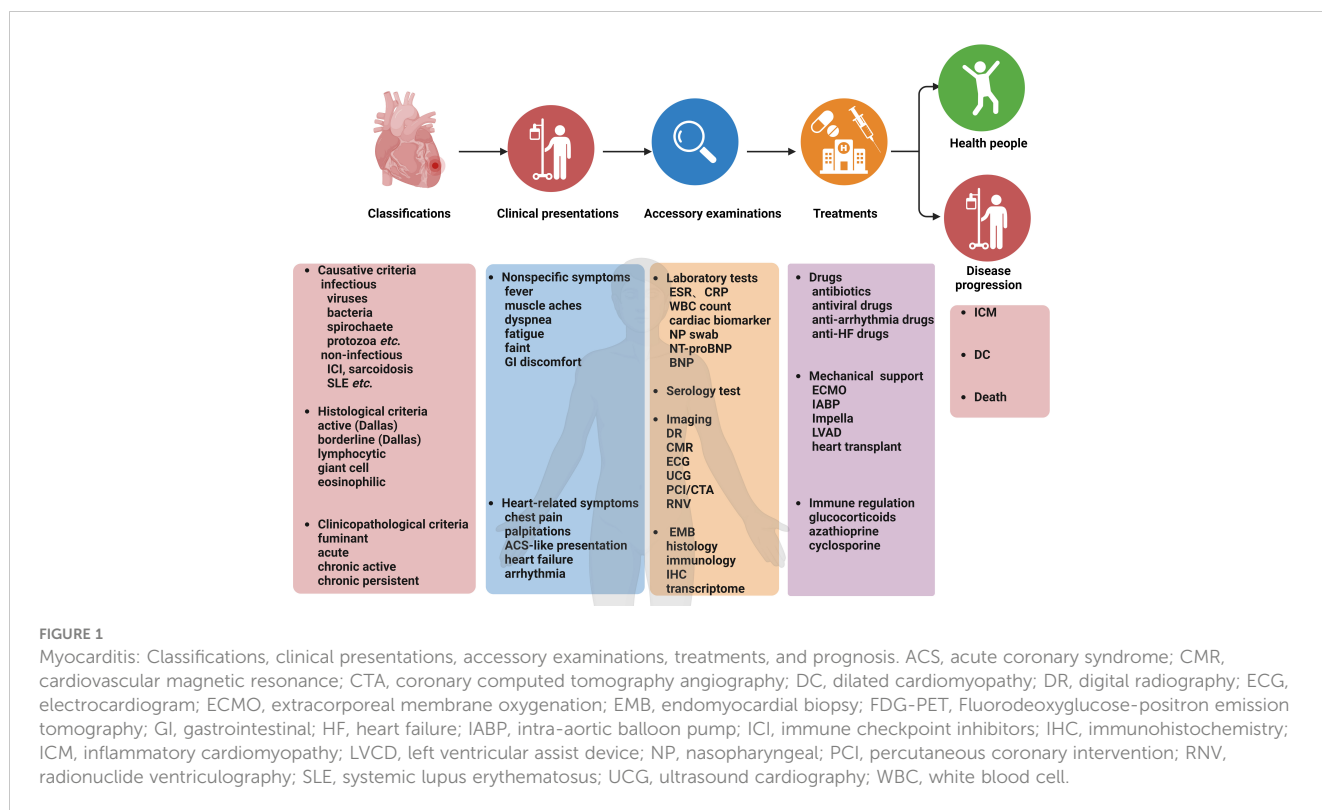 H
Classifications
Clinical presentations
Accessory examinations
Treatments
Health people
Disease
progression
• Causative criteria
infectious
viruses
bacteria
spirochaete
protozoa etc.
non-infectious
ICI, sarcoidosis
SLE etc.
• Histological criteria
active (Dallas)
borderline (Dallas)
lymphocytic
giant cell
eosinophilic
• Clinicopathological criteria
fuminant
acute
chronic active
chronic persistent
• Nonspecific symptoms
fever
muscle aches
dyspnea
fatigue
faint
GI discomfort
• Heart-related symptoms
chest pain
palpitations
ACS-like presentation
heart failure
arrhythmia
• Laboratory tests
ESR、CRP
WBC count
cardiac biomarker
NP swab
NT-proBNP
BNP
• Serology test
• Imaging
DR
CMR
ECG
UCG
PCI/CTA
RNV
• EMB
histology
immunology
IHC
transcriptome
• Drugs
antibiotics
antiviral drugs
anti-arrhythmia drugs
anti-HF drugs
• Mechanical support
ECMO
IABP
Impella
LVAD
heart transplant
• Immune regulation
glucocorticoids
azathioprine
cyclosporine
• ICM
• DC
• Death
FIGURE 1
Myocarditis: Classifications, clinical presentations, accessory examinations, treatments, and prognosis. ACS, acute coronary syndrome; CMR,
cardiovascular magnetic resonance; CTA, coronary computed tomography angiography; DC, dilated cardiomyopathy; DR, digital radiography; ECG,
electrocardiogram; ECMO, extracorporeal membrane oxygenation; EMB, endomyocardial biopsy; FDG-PET, Fluorodeoxyglucose-positron emission
tomography; GI, gastrointestinal; HF, heart failure; IABP, intra-aortic balloon pump; ICI, immune checkpoint inhibitors; IHC, immunohistochemistry;
ICM, inflammatory cardiomyopathy; LVCD, left ventricular assist device; NP, nasopharyngeal; PCI, percutaneous coronary intervention; RNV,
radionuclide ventriculography; SLE, systemic lupus erythematosus; UCG, ultrasound cardiography; WBC, white blood cell.